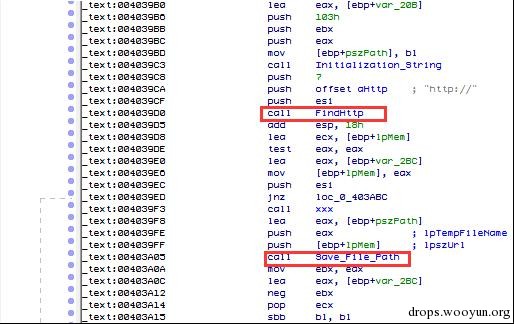 _text:004039B0 lea eax, [ebp+var_20B]
_text:004039B6 push 103h
_text:004039BB push ebx
_text:004039BC push eax
_text:004039BD mov [ebp+pszPath], bl
_text:004039C3 call Initialization_String
_text:004039C8 push 7
_text:004039CA push offset aHttp ; "http://"
_text:004039CF push esi
_text:004039D0 call FindHttp
_text:004039D5 add esp, 18h
_text:004039D8 lea ecx, [ebp+lpMem]
_text:004039DE test eax, eax
_text:004039E0 lea ecx, [ebp+var_2BC]
_text:004039E6 mov [ebp+lpMem], eax
_text:004039EC push esi
_text:004039ED jnz loc_0_403ABC
_text:004039F3 call xxx
_text:004039F8 lea eax, [ebp+pszPath]
_text:004039FE push eax ; lpTempFileName
_text:004039FF push [ebp+lpMem] ; lpszUrl
_text:00403A05 call Save_File_Path
_text:00403A0A mov ebx, eax
_text:00403A0C lea eax, [ebp+var_2BC]
_text:00403A12 neg ebx
_text:00403A14 pop ecx
_text:00403A15 sbb bl, bl
drops.wooyun.org